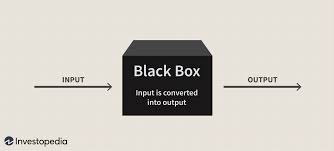 Black Box
INPUT
OUTPUT
Input is converted
into output
Investopedia